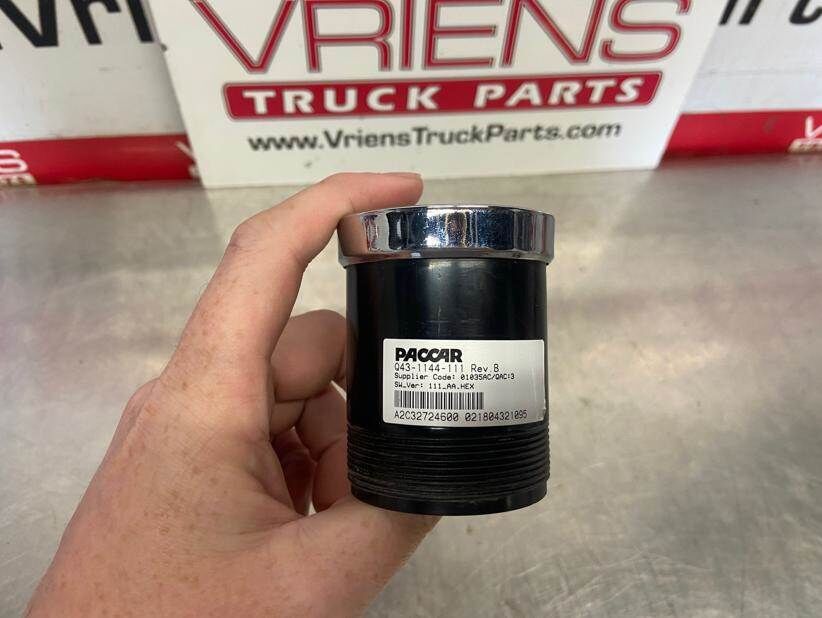 VRIENS
TRUCK PARTS
www.VriensTruckParts.com
PACCAR
Q43-1144-111 Rev.B
Supplier Code: 01035AC/QAC:3
SW_Ver: 111_AA.HEX
A2C32724600 021804321095